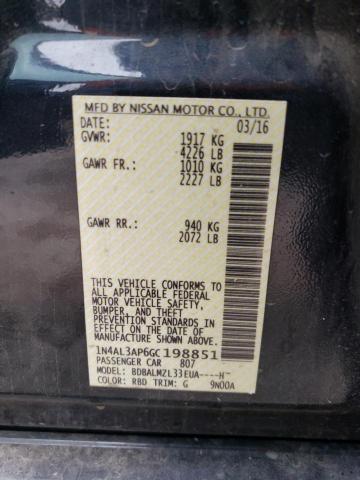 MFD BY NISSAN MOTOR CO., LTD.
DATE: 03/16
GVWR: 1917 KG
4226 LB
GAWR FR: 1010 KG
2227 LB
GAWR RR: 940 KG
2072 LB
THIS VEHICLE CONFORMS TO
ALL APPLICABLE FEDERAL
MOTOR VEHICLE SAFETY,
BUMPER, AND THEFT
PREVENTION STANDARDS IN
EFFECT ON THE DATE OF
MANUFACTURE SHOWN ABOVE.
1N4AL3AP6GC198851
PASSENGER CAR 807
MODEL: BDBALMZL33EUA----H
COLOR: RBD TRIM: G 9N00A